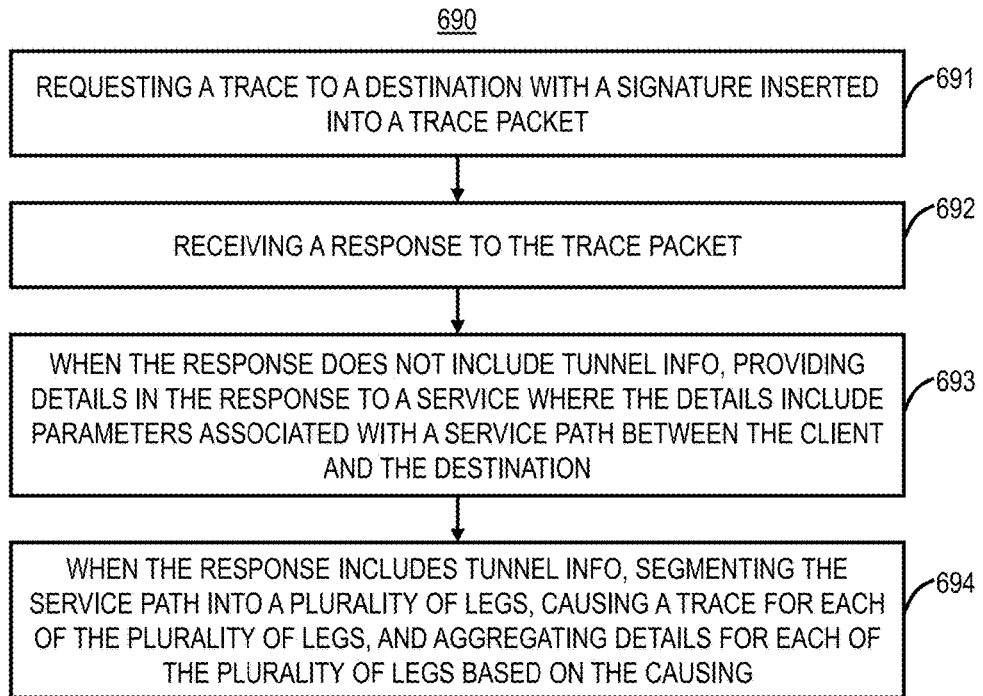 690
REQUESTING A TRACE TO A DESTINATION WITH A SIGNATURE INSERTED
INTO A TRACE PACKET
691
RECEIVING A RESPONSE TO THE TRACE PACKET
692
WHEN THE RESPONSE DOES NOT INCLUDE TUNNEL INFO, PROVIDING
DETAILS IN THE RESPONSE TO A SERVICE WHERE THE DETAILS INCLUDE
PARAMETERS ASSOCIATED WITH A SERVICE PATH BETWEEN THE CLIENT
AND THE DESTINATION
693
WHEN THE RESPONSE INCLUDES TUNNEL INFO, SEGMENTING THE
SERVICE PATH INTO A PLURALITY OF LEGS, CAUSING A TRACE FOR EACH
OF THE PLURALITY OF LEGS, AND AGGREGATING DETAILS FOR EACH OF
THE PLURALITY OF LEGS BASED ON THE CAUSING
694